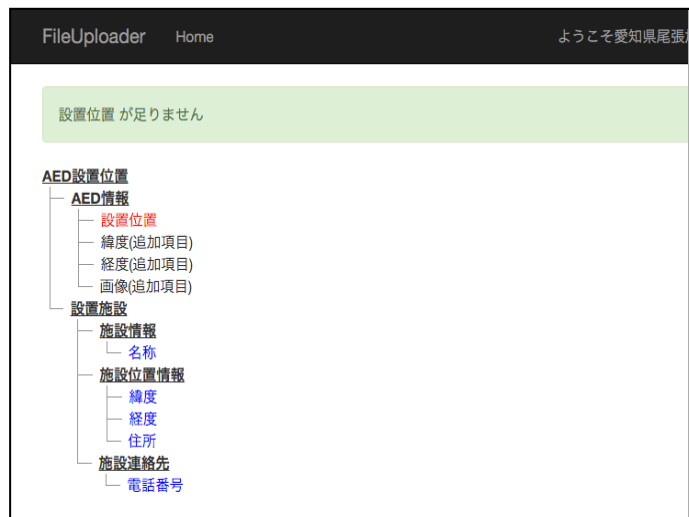 FileUploader Home ようこそ愛知県尾張
設置位置 が足りません
AED設置位置
AED情報
設置位置
緯度(追加項目)
経度(追加項目)
画像(追加項目)
設置施設
施設情報
名称
施設位置情報
緯度
経度
住所
施設連絡先
電話番号